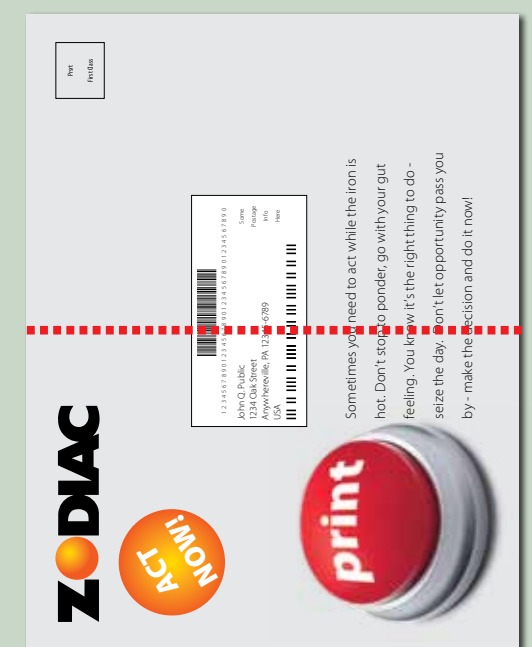 ZODIAC
Print
First Class
ACT
NOW!
1 2 3 4 5 6 7 8 9 0 1 2 3 4 5 6 7 8 9 0 1 2 3 4 5 6 7 8 9 0 1 2 3 4 5 6 7 8 9 0
Some
Postage
Info
Here
John Q. Public
1234 Oak Street
Anywhereville, PA 12345-6789
USA
Sometimes you need to act while the iron is
hot. Don't stop to ponder, go with your gut
feeling. You know it's the right thing to do -
seize the day. Don't let opportunity pass you
by - make the decision and do it now!
print